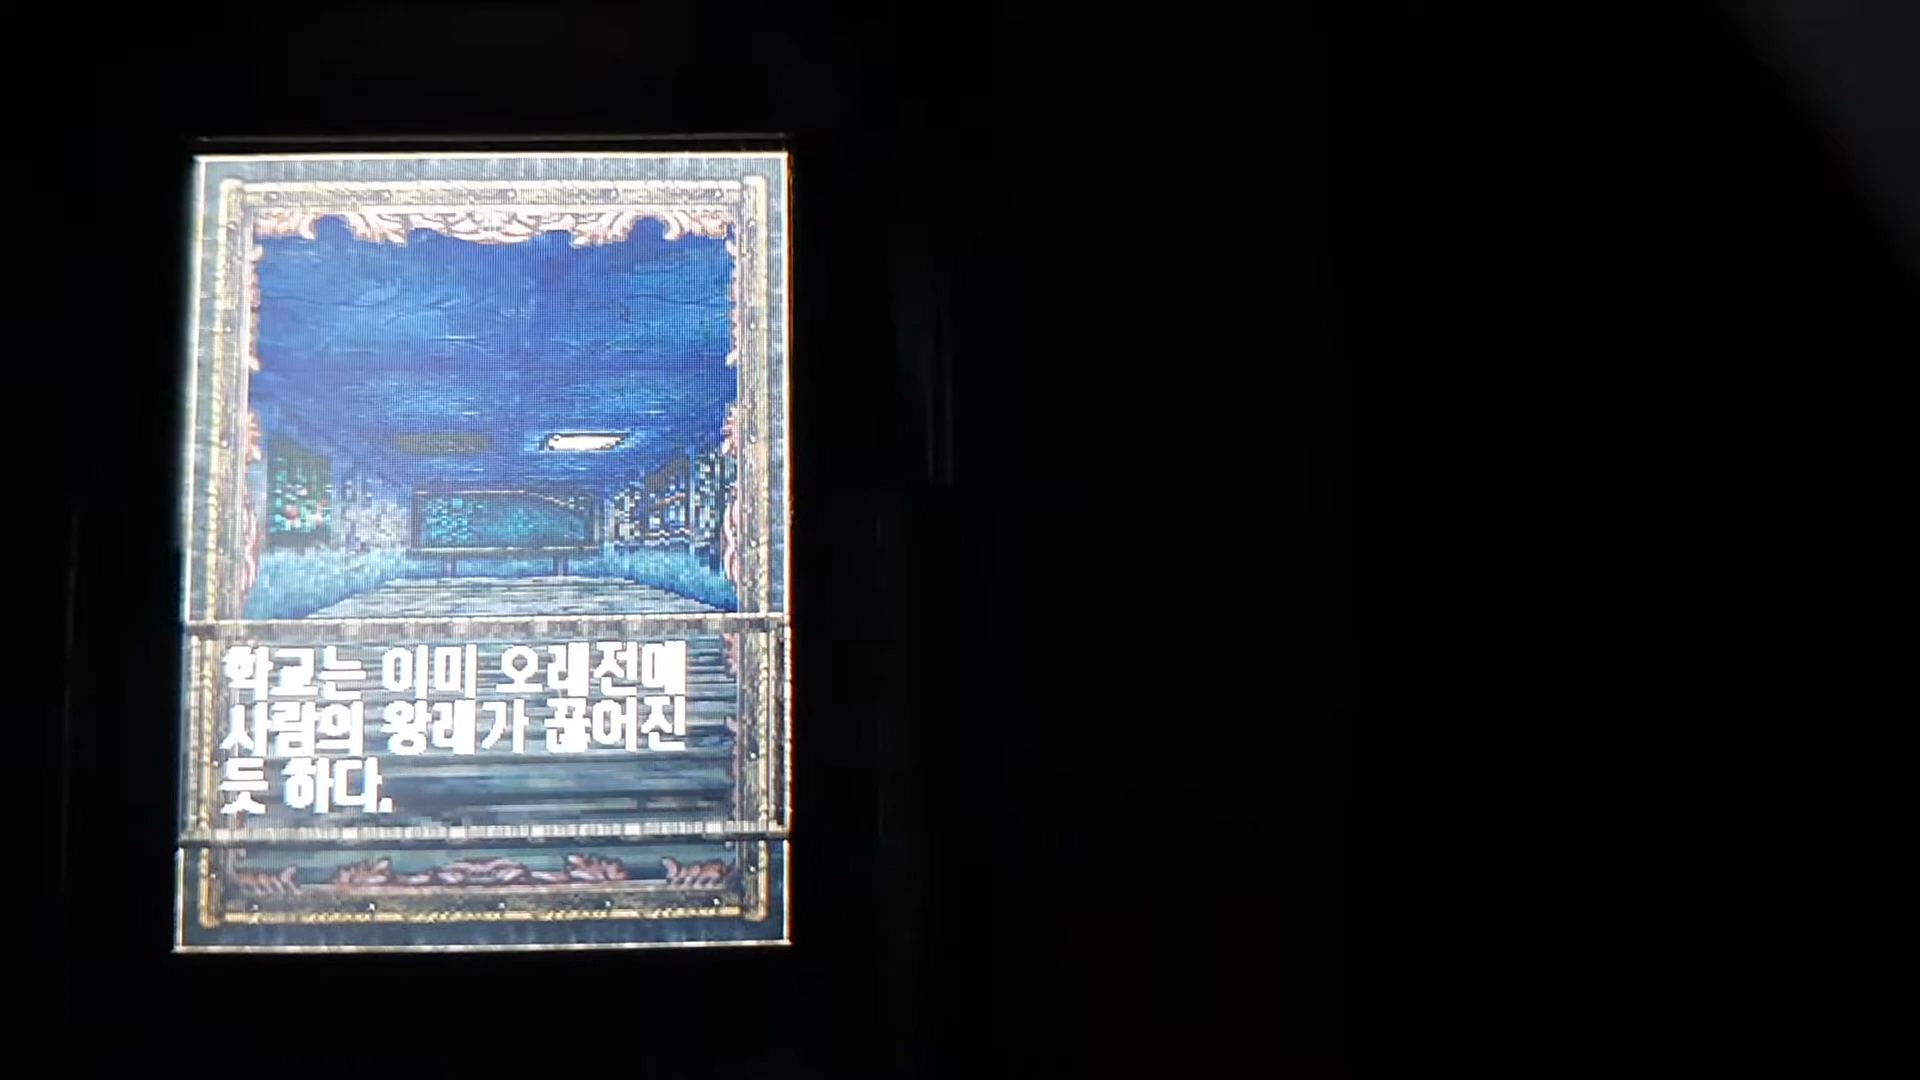 학교는 이미 오래전에
사람의 왕래가 끊어진
듯 하다.